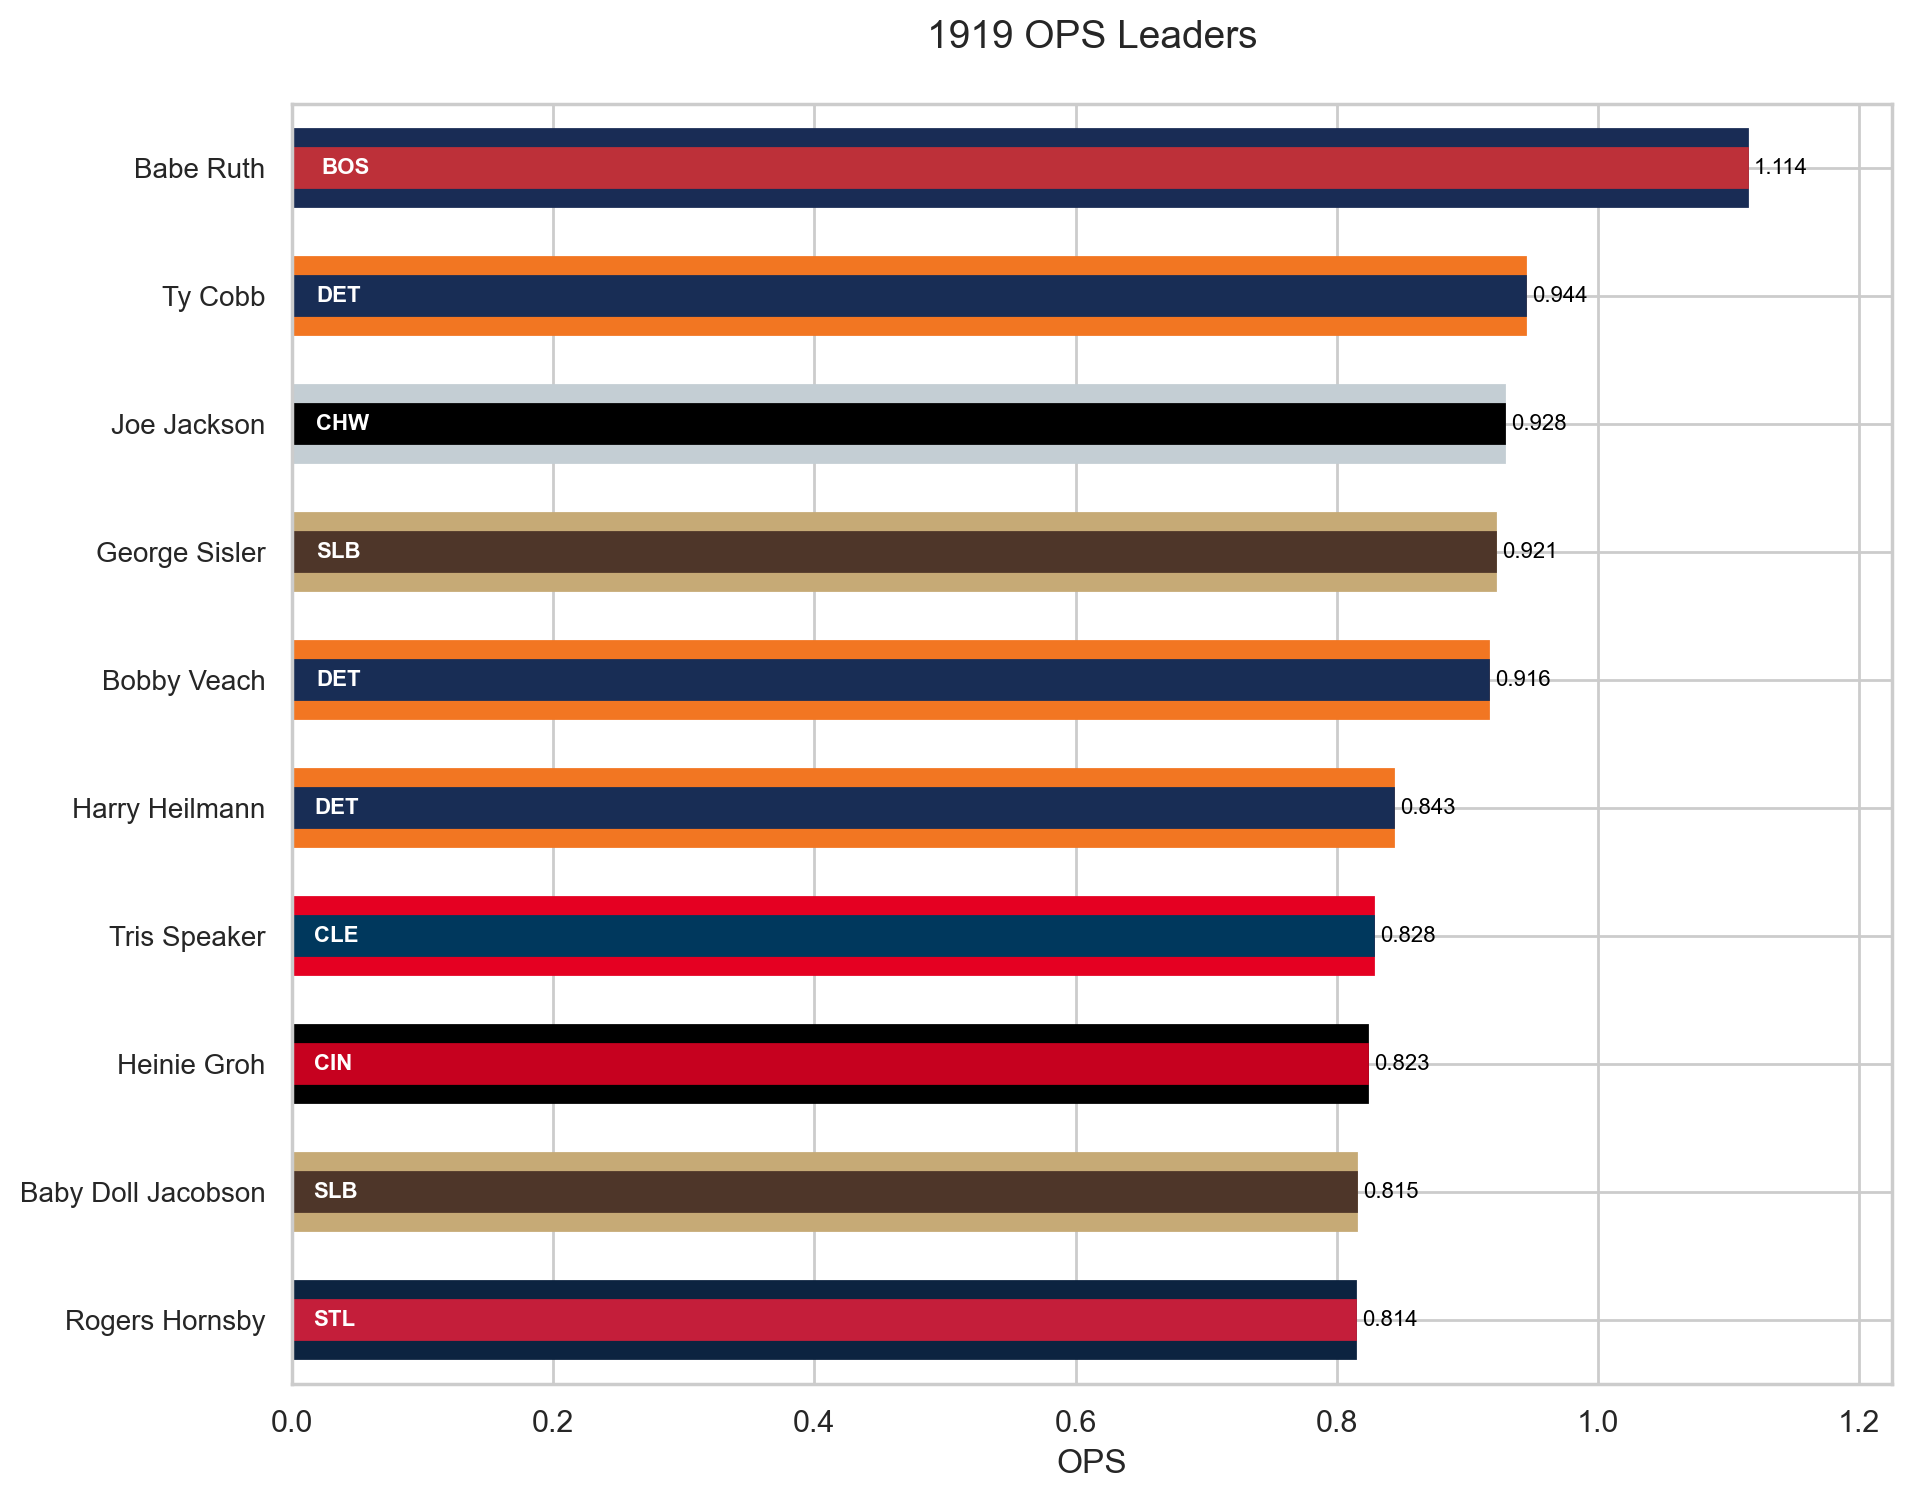 1919 OPS Leaders
Babe Ruth BOS 1.114
Ty Cobb DET 0.944
Joe Jackson CHW 0.928
George Sisler SLB 0.921
Bobby Veach DET 0.916
Harry Heilmann DET 0.843
Tris Speaker CLE 0.828
Heinie Groh CIN 0.823
Baby Doll Jacobson SLB 0.815
Rogers Hornsby STL 0.814
0.0 0.2 0.4 0.6 0.8 1.0 1.2
OPS